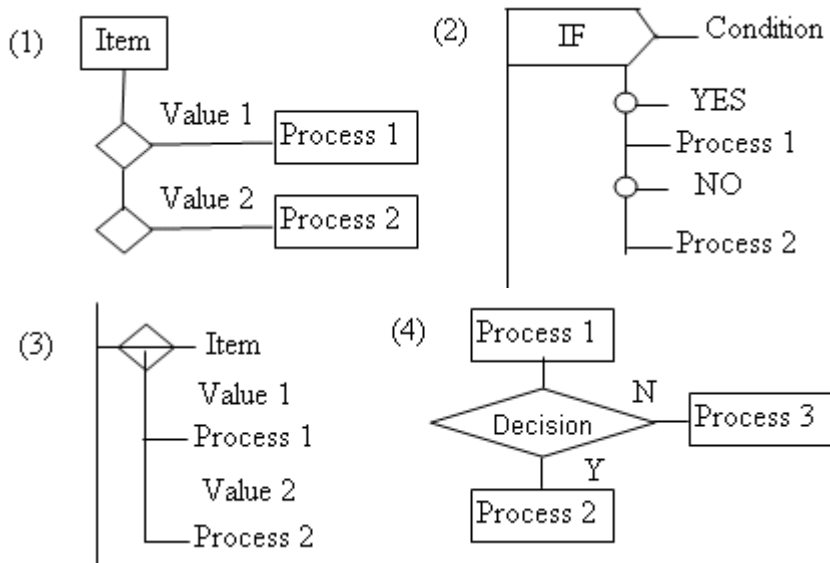 (1)
Item
Value 1
Process 1
Value 2
Process 2
(2)
IF
Condition
YES
Process 1
NO
Process 2
(3)
Item
Value 1
Process 1
Value 2
Process 2
(4)
Process 1
Decision
N
Process 3
Y
Process 2